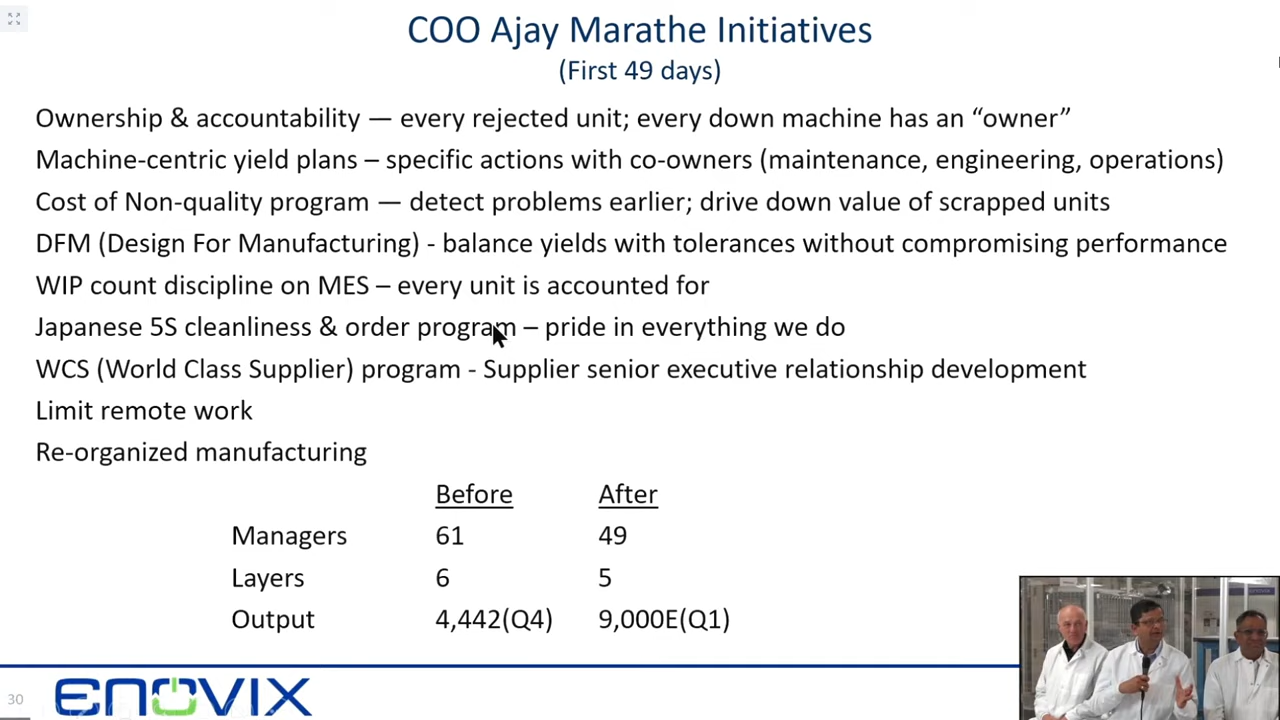 COO Ajay Marathe Initiatives
(First 49 days)
Ownership & accountability — every rejected unit; every down machine has an “owner”
Machine-centric yield plans – specific actions with co-owners (maintenance, engineering, operations)
Cost of Non-quality program — detect problems earlier; drive down value of scrapped units
DFM (Design For Manufacturing) - balance yields with tolerances without compromising performance
WIP count discipline on MES – every unit is accounted for
Japanese 5S cleanliness & order program – pride in everything we do
WCS (World Class Supplier) program - Supplier senior executive relationship development
Limit remote work
Re-organized manufacturing
Before After
Managers 61 49
Layers 6 5
Output 4,442(Q4) 9,000E(Q1)
30 ENOVIX